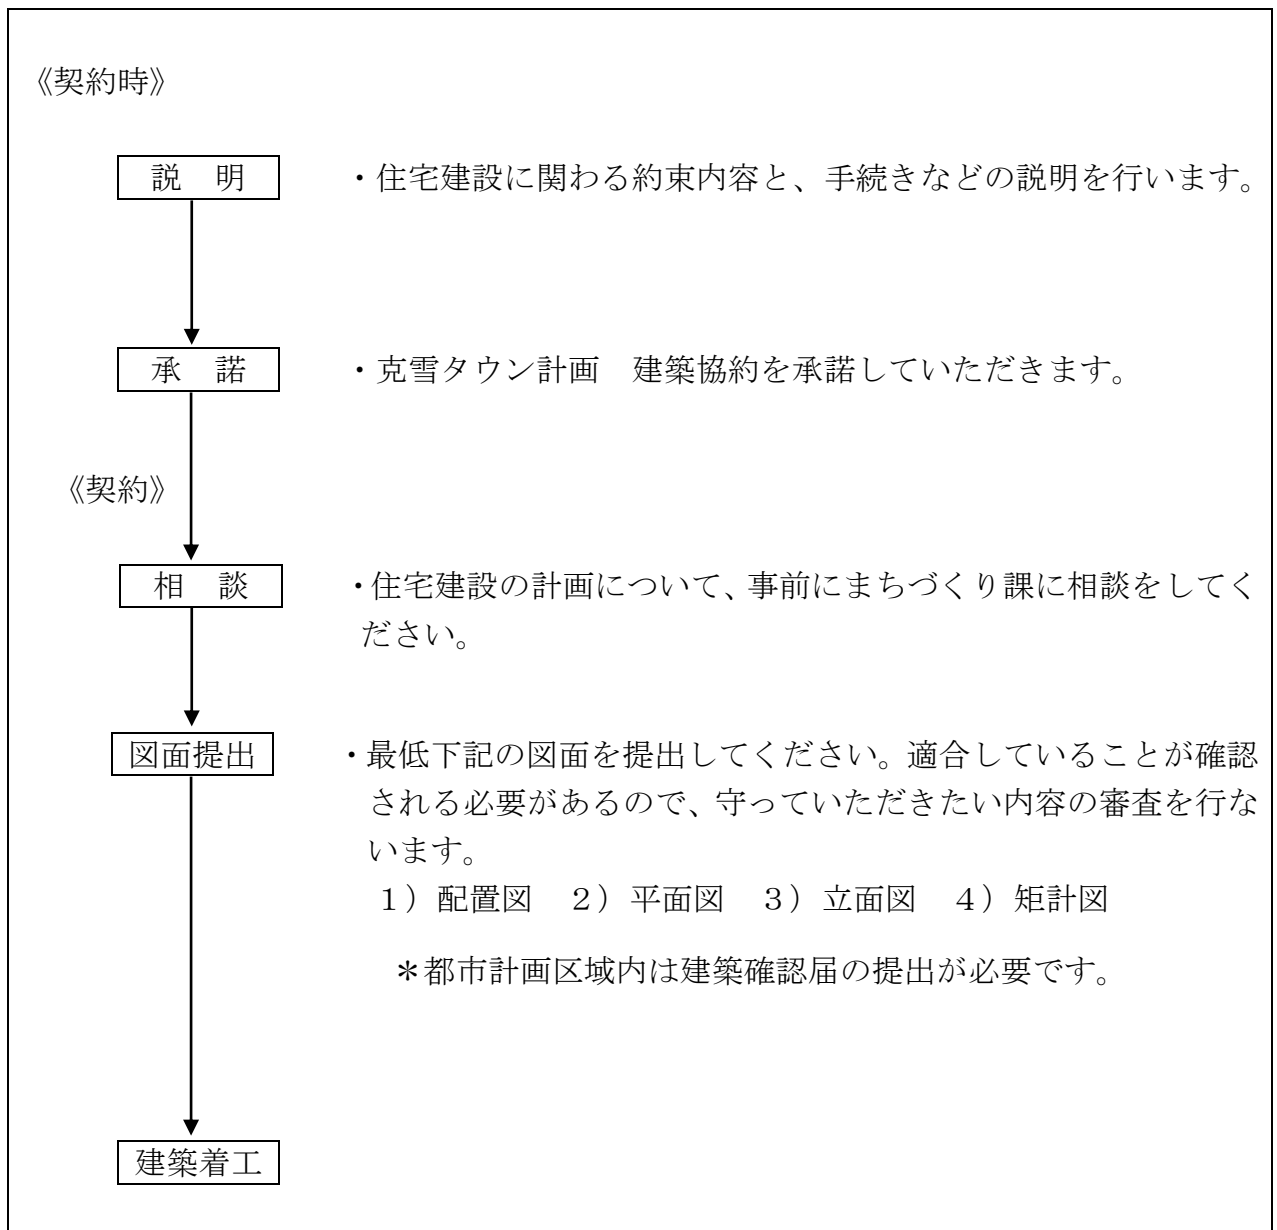 《契約時》
説　明　・住宅建設に関わる約束内容と、手続きなどの説明を行います。
承　諾　・克雪タウン計画　建築協約を承諾していただきます。
《契約》
相　談　・住宅建設の計画について、事前にまちづくり課に相談をしてく
ださい。
図面提出　・最低下記の図面を提出してください。適合していることが確認
される必要があるので、守っていただきたい内容の審査を行な
います。
１）配置図　２）平面図　３）立面図　４）矩計図
＊都市計画区域内は建築確認届の提出が必要です。
建築着工